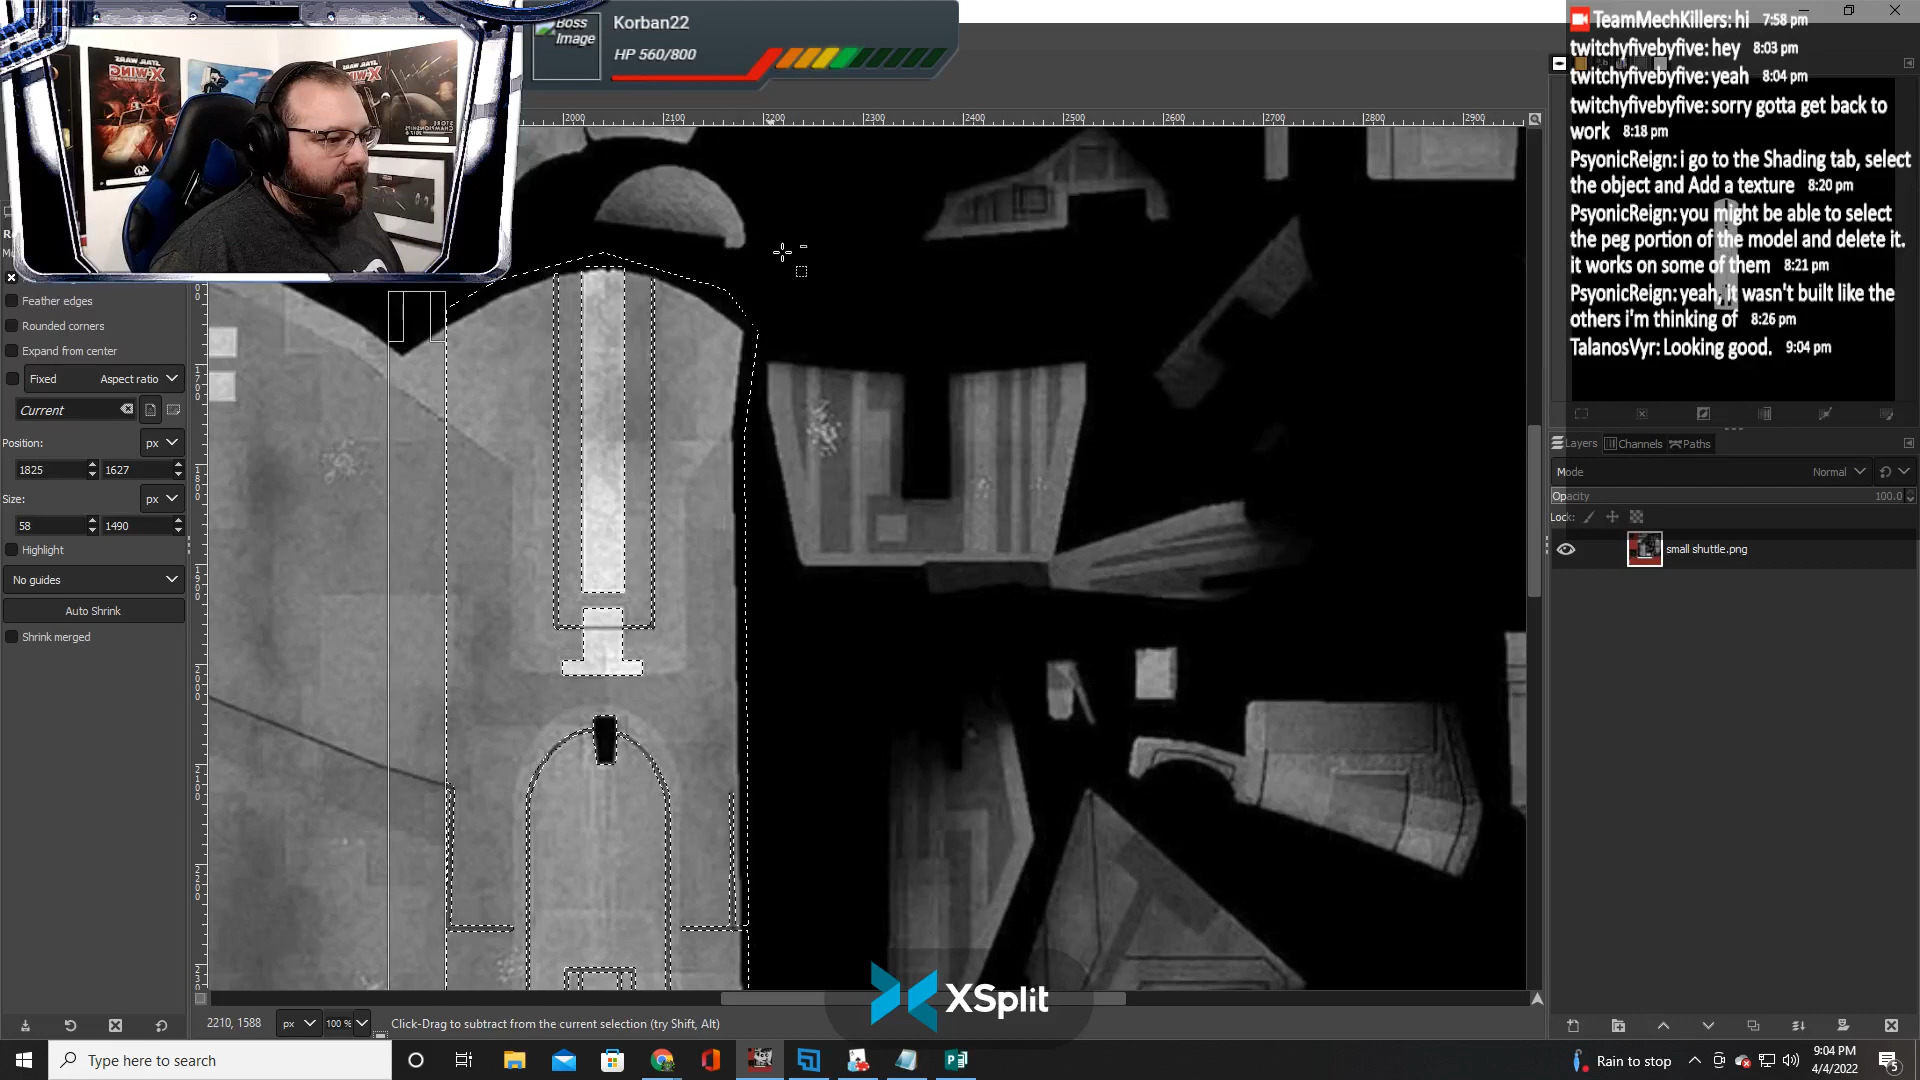 Boss
Image
Korban22
HP 560/800
TeamMechKillers: hi 7:58 pm
twitchyfivebyfive: hey 8:03 pm
twitchyfivebyfive: yeah 8:04 pm
twitchyfivebyfive: sorry gotta get back to
work 8:18 pm
PsyonicReign: i go to the Shading tab, select
the object and Add a texture 8:20 pm
PsyonicReign: you might be able to select
the peg portion of the model and delete it.
it works on some of them 8:21 pm
PsyonicReign: yeah, it wasn't built like the
others i'm thinking of 8:26 pm
TalanosVyr: Looking good. 9:04 pm
2000 2100 2200 2300 2400 2500 2600 2700 2800 2900
Feather edges
Rounded corners
Expand from center
Fixed Aspect ratio
Current
Position: px
1825 1627
Size: px
58 1490
Highlight
No guides
Auto Shrink
Shrink merged
Layers Channels Paths
Mode Normal
Opacity 100.0
Lock:
small shuttle.png
XSplit
2210, 1588 px 100 % Click-Drag to subtract from the current selection (try Shift, Alt)
Type here to search
Rain to stop
9:04 PM
4/4/2022
5